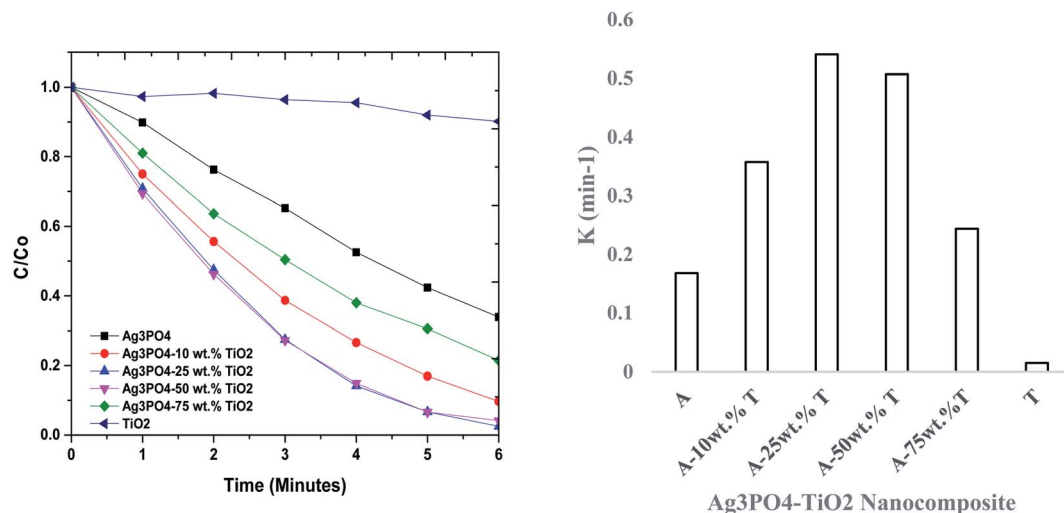 C/Co
1.0
0.8
0.6
0.4
0.2
0.0
0 1 2 3 4 5 6
Time (Minutes)
Ag3PO4
Ag3PO4-10 wt.% TiO2
Ag3PO4-25 wt.% TiO2
Ag3PO4-50 wt.% TiO2
Ag3PO4-75 wt.% TiO2
TiO2
K (min-1)
0.6
0.5
0.4
0.3
0.2
0.1
0
A
A-10wt.% T
A-25wt.% T
A-50wt.% T
A-75wt.%T
T
Ag3PO4-TiO2 Nanocomposite